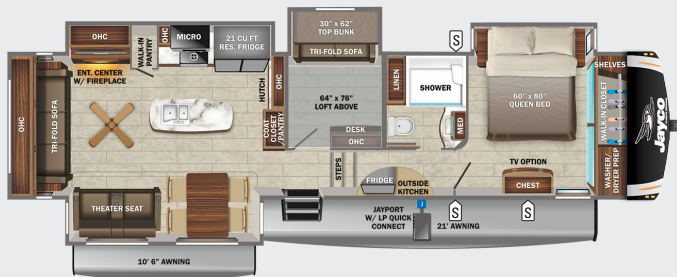 OHC
WALK-IN
PANTRY
MICRO
21 CU FT
RES. FRIDGE
ENT. CENTER
W/ FIREPLACE
OHC
TRI-FOLD SOFA
THEATER SEAT
10' 6" AWNING
HUTCH
OHC
COAT
CLOSET
/PANTRY
30" x 62"
TOP BUNK
TRI-FOLD SOFA
64" x 76"
LOFT ABOVE
DESK
OHC
STEPS
LINEN
SHOWER
MED
S
60" x 80"
QUEEN BED
SHELVES
WALK-IN CLOSET
WASHER/
DRYER PREP
Jayco
TV OPTION
CHEST
FRIDGE
OUTSIDE
KITCHEN
JAYPORT
W/ LP QUICK
CONNECT
J
S
S
21' AWNING